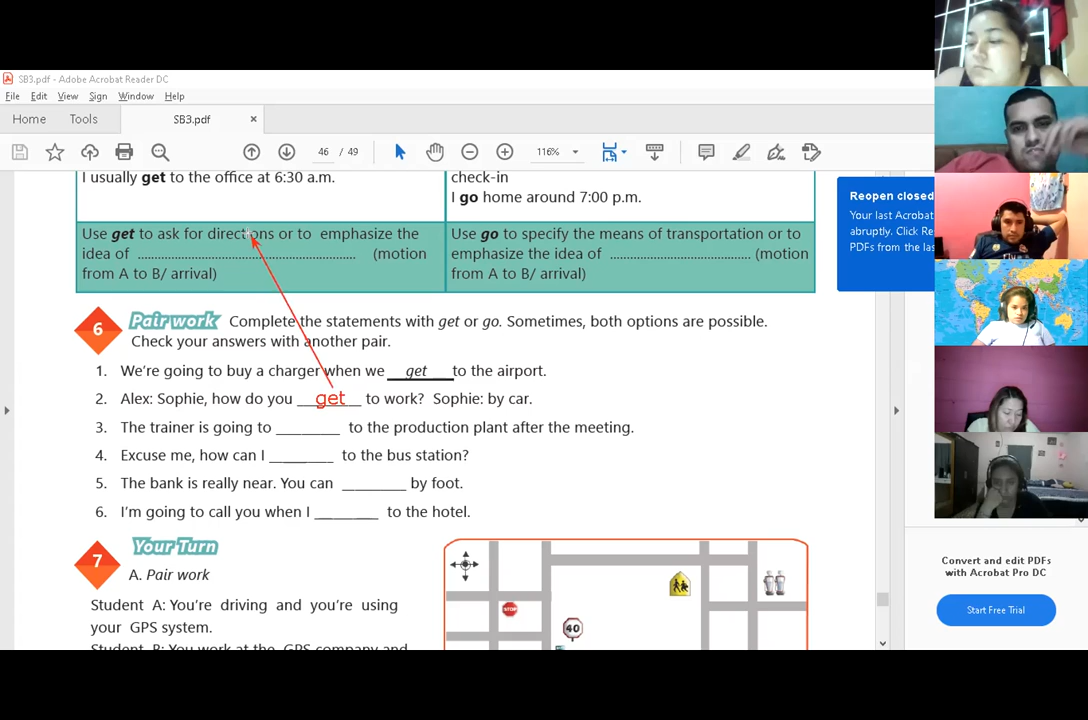 SB3.pdf - Adobe Acrobat Reader DC
File Edit View Sign Window Help
Home Tools SB3.pdf ×
46 / 49 116%
I usually get to the office at 6:30 a.m.
check-in
I go home around 7:00 p.m.
Use get to ask for directions or to emphasize the
idea of ........................................................ (motion
from A to B/ arrival)
Use go to specify the means of transportation or to
emphasize the idea of .................................... (motion
from A to B/ arrival)
Reopen closed
Your last Acrobat
abruptly. Click Re
PDFs from the las
6 Pair work Complete the statements with get or go. Sometimes, both options are possible.
Check your answers with another pair.
1. We're going to buy a charger when we __get___to the airport.
2. Alex: Sophie, how do you _get_ to work? Sophie: by car.
3. The trainer is going to ________ to the production plant after the meeting.
4. Excuse me, how can I ________ to the bus station?
5. The bank is really near. You can ________ by foot.
6. I'm going to call you when I ________ to the hotel.
7 Your Turn
A. Pair work
Student A: You're driving and you're using
your GPS system.
Student B: You work at the GPS company and
STOP
40
Convert and edit PDFs
with Acrobat Pro DC
Start Free Trial